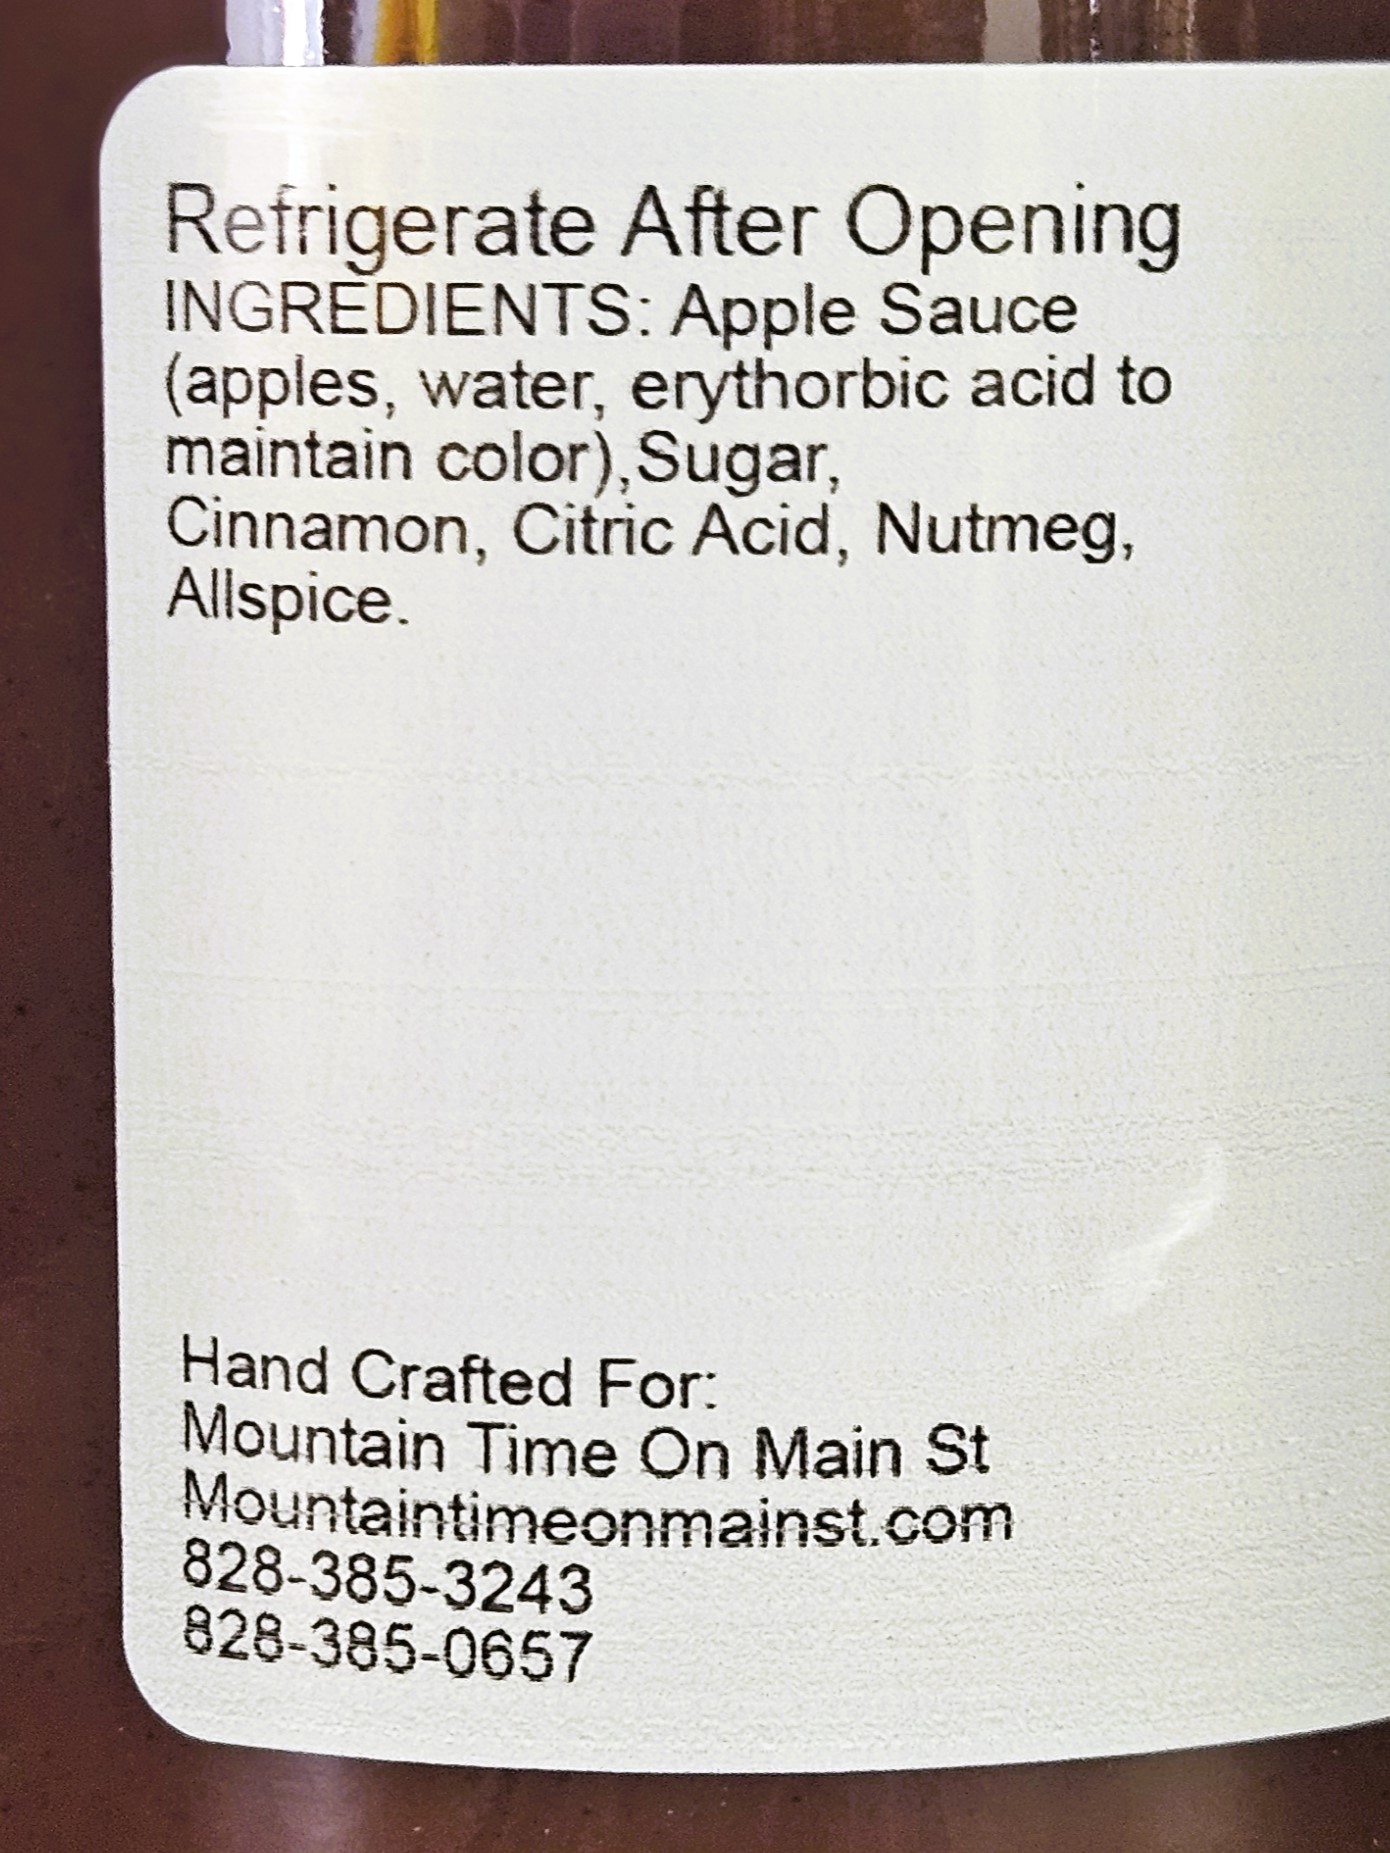 Refrigerate After Opening
INGREDIENTS: Apple Sauce
(apples, water, erythorbic acid to
maintain color),Sugar,
Cinnamon, Citric Acid, Nutmeg,
Allspice.
Hand Crafted For:
Mountain Time On Main St
Mountaintimeonmainst.com
828-385-3243
828-385-0657